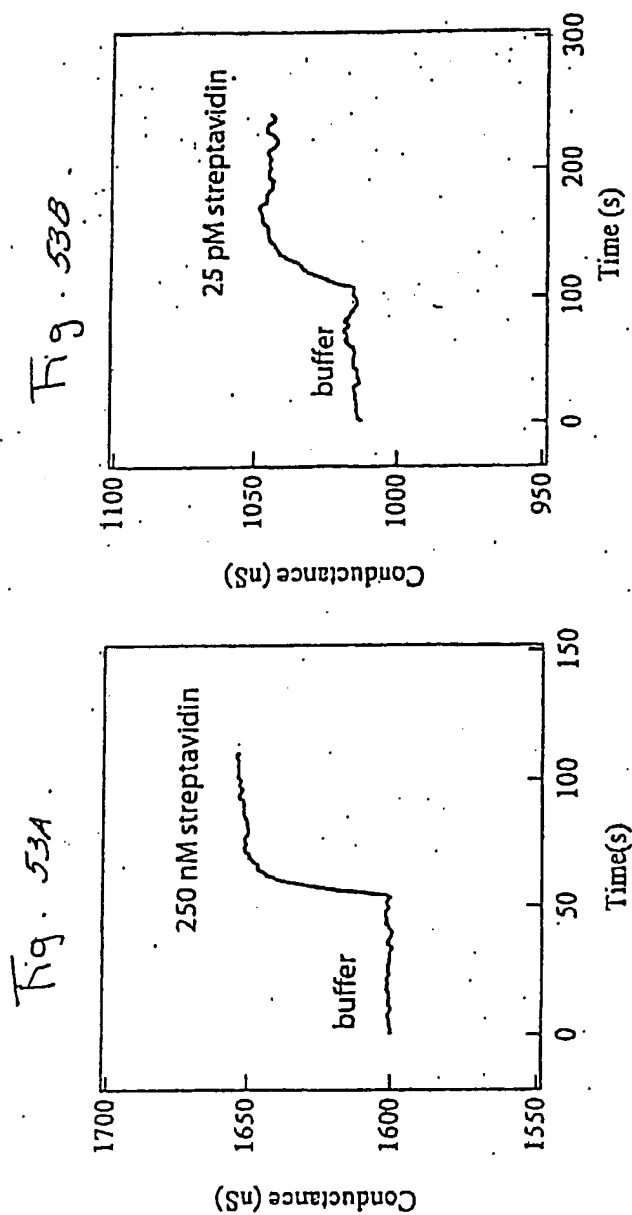 Fig. 53A
Conductance (nS)
1700
1650
1600
1550
250 nM streptavidin
buffer
0
50
100
150
Time(s)
Fig. 53B.
Conductance (nS)
1100
1050
1000
950
25 pM streptavidin
buffer
0
100
200
300
Time (s)